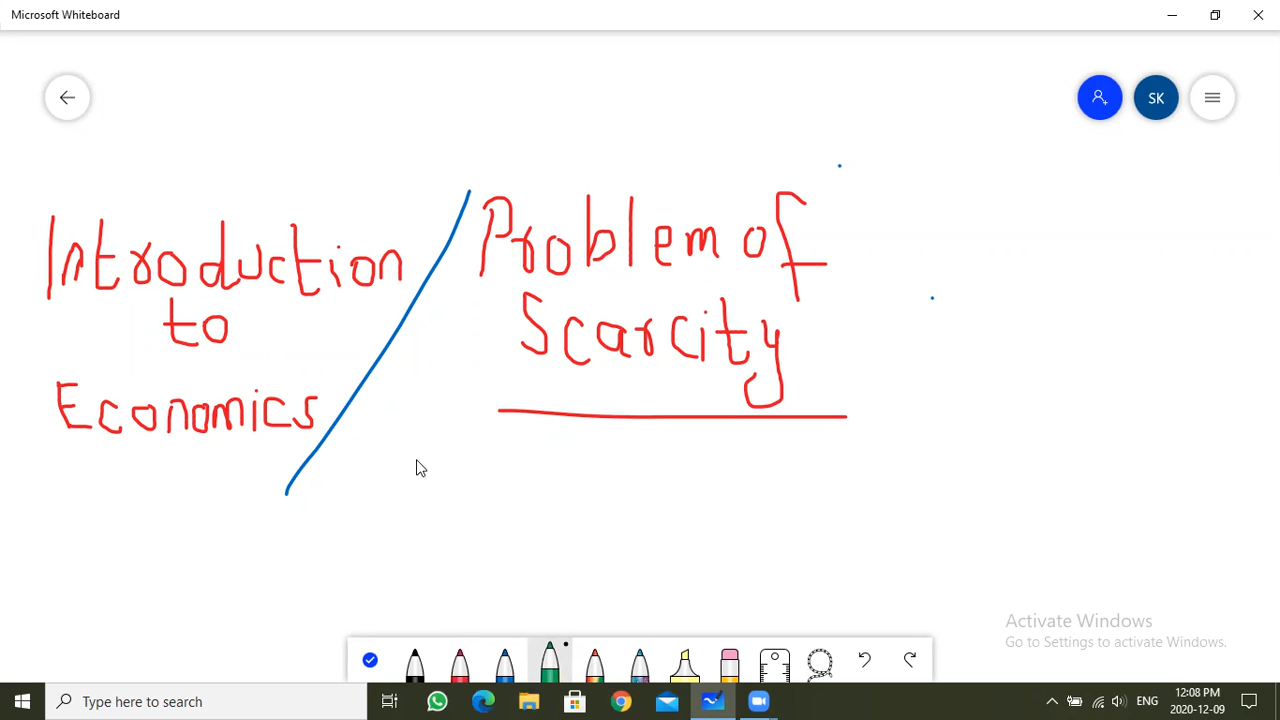 Microsoft Whiteboard
SK
Introduction
to
Economics
Problem of
Scarcity
Activate Windows
Go to Settings to activate Windows.
Type here to search
ENG
12:08 PM
2020-12-09